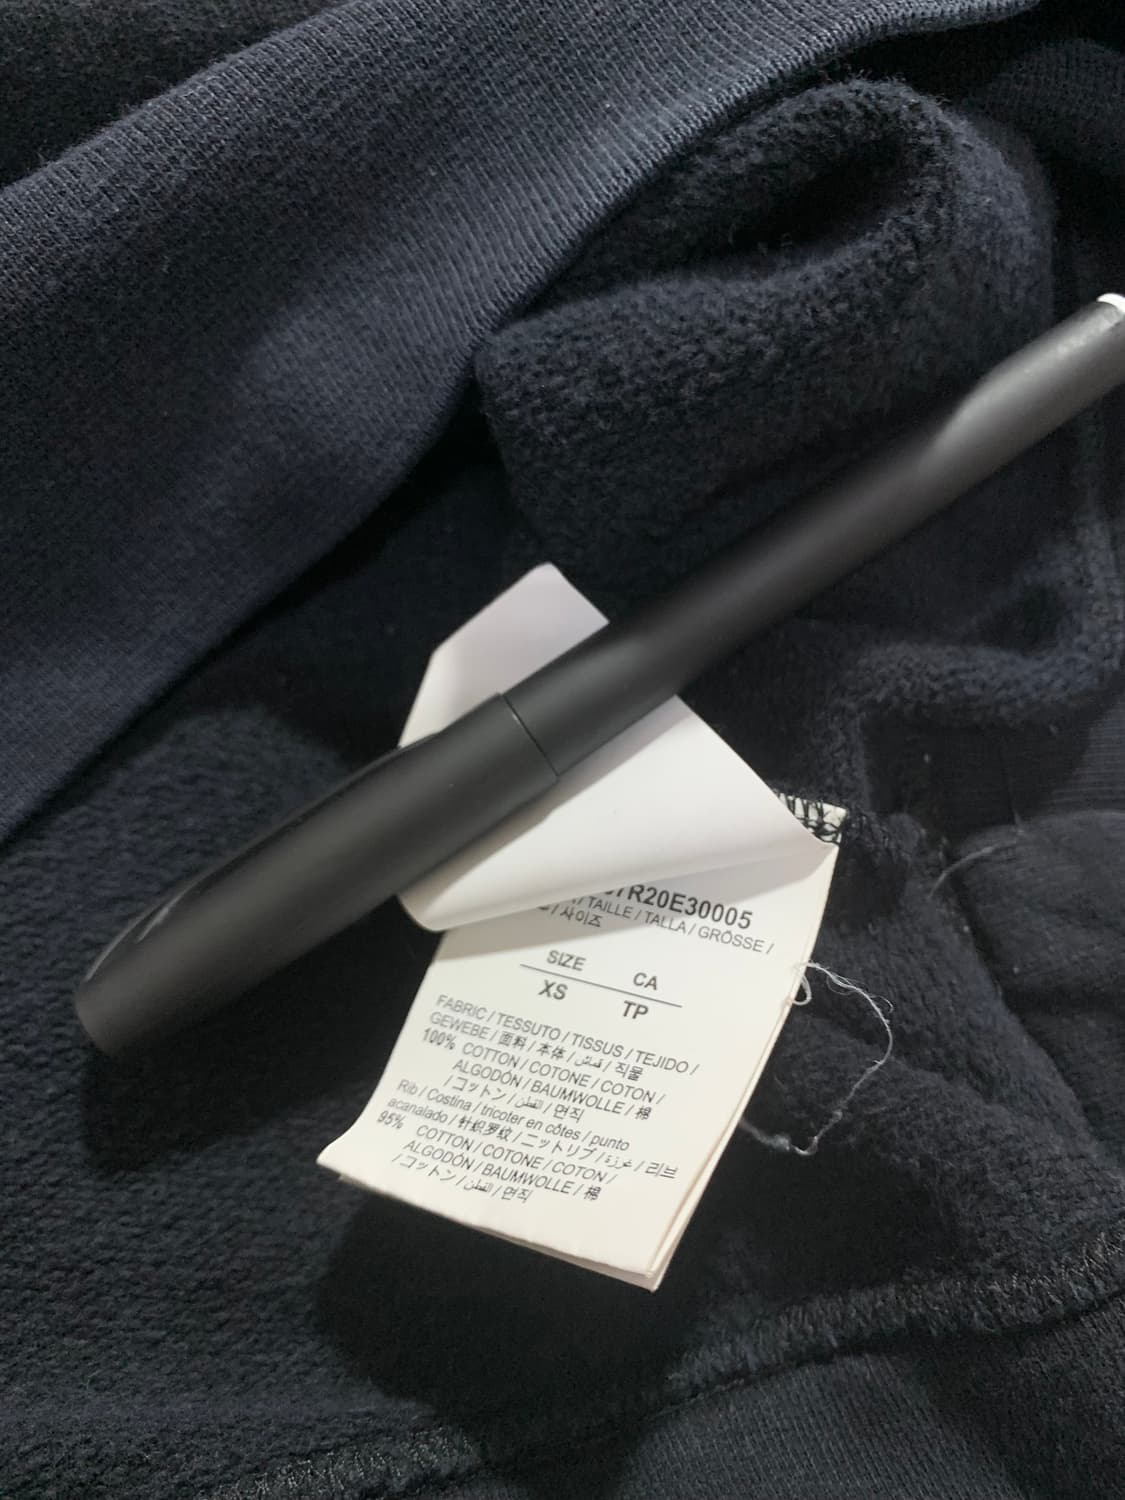 7R20E30005
/ TAILLE / TALLA / GRÖSSE /
/ 사이즈
SIZE CA
XS TP
FABRIC / TESSUTO / TISSUS / TEJIDO /
GEWEBE / 面料 / 本体 / قماش / 직물
100% COTTON / COTONE / COTON /
ALGODÓN / BAUMWOLLE / 棉
/ コットン / القطن / 면직
Rib / Costina / tricoter en côtes / punto
acanalado / 针织罗纹 / ニットリブ / غرزة / 리브
95% COTTON / COTONE / COTON /
ALGODÓN / BAUMWOLLE / 棉
/ コットン / القطن / 면직